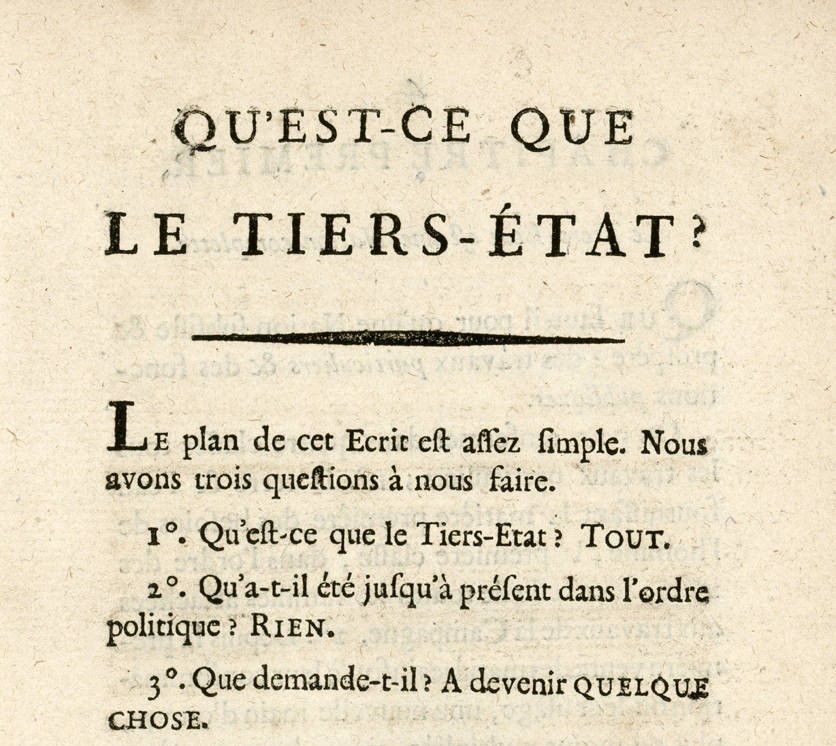 QU'EST-CE QUE
LE TIERS-ÉTAT?
LE plan de cet Ecrit eſt aſſez ſimple. Nous
avons trois queſtions à nous faire.
1°. Qu'eſt-ce que le Tiers-Etat ? TOUT.
2°. Qu'a-t-il été juſqu'à préſent dans l'ordre
politique ? RIEN.
3°. Que demande-t-il ? A devenir QUELQUE
CHOSE.